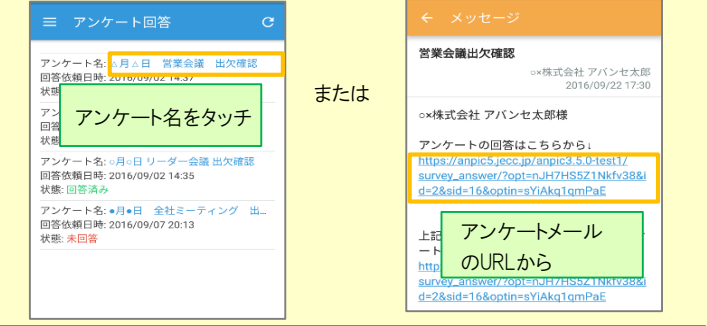 アンケート回答
アンケート名: △月△日 営業会議 出欠確認
回答依頼日時: 2016/09/02 14:37
状態
アンケート名をタッチ
アン
回答
状態
アンケート名: ○月○日 リーダー会議 出欠確認
回答依頼日時: 2016/09/02 14:35
状態: 回答済み
アンケート名: ●月●日 全社ミーティング 出...
回答依頼日時: 2016/09/07 20:13
状態: 未回答
または
メッセージ
営業会議出欠確認
○×株式会社 アバンセ太郎
2016/09/22 17:30
○×株式会社 アバンセ太郎様
アンケートの回答はこちらから↓
https://anpic5.jecc.jp/anpic3.5.0-test1/
survey_answer/?opt=nJH7HS5Z1Nkfv38&i
d=2&sid=16&optin=sYiAkq1qmPaE
アンケートメール
のURLから
上記
ート
http
survey_answer/?opt=nJH7HS5Z1Nkfv38&i
d=2&sid=16&optin=sYiAkq1qmPaE